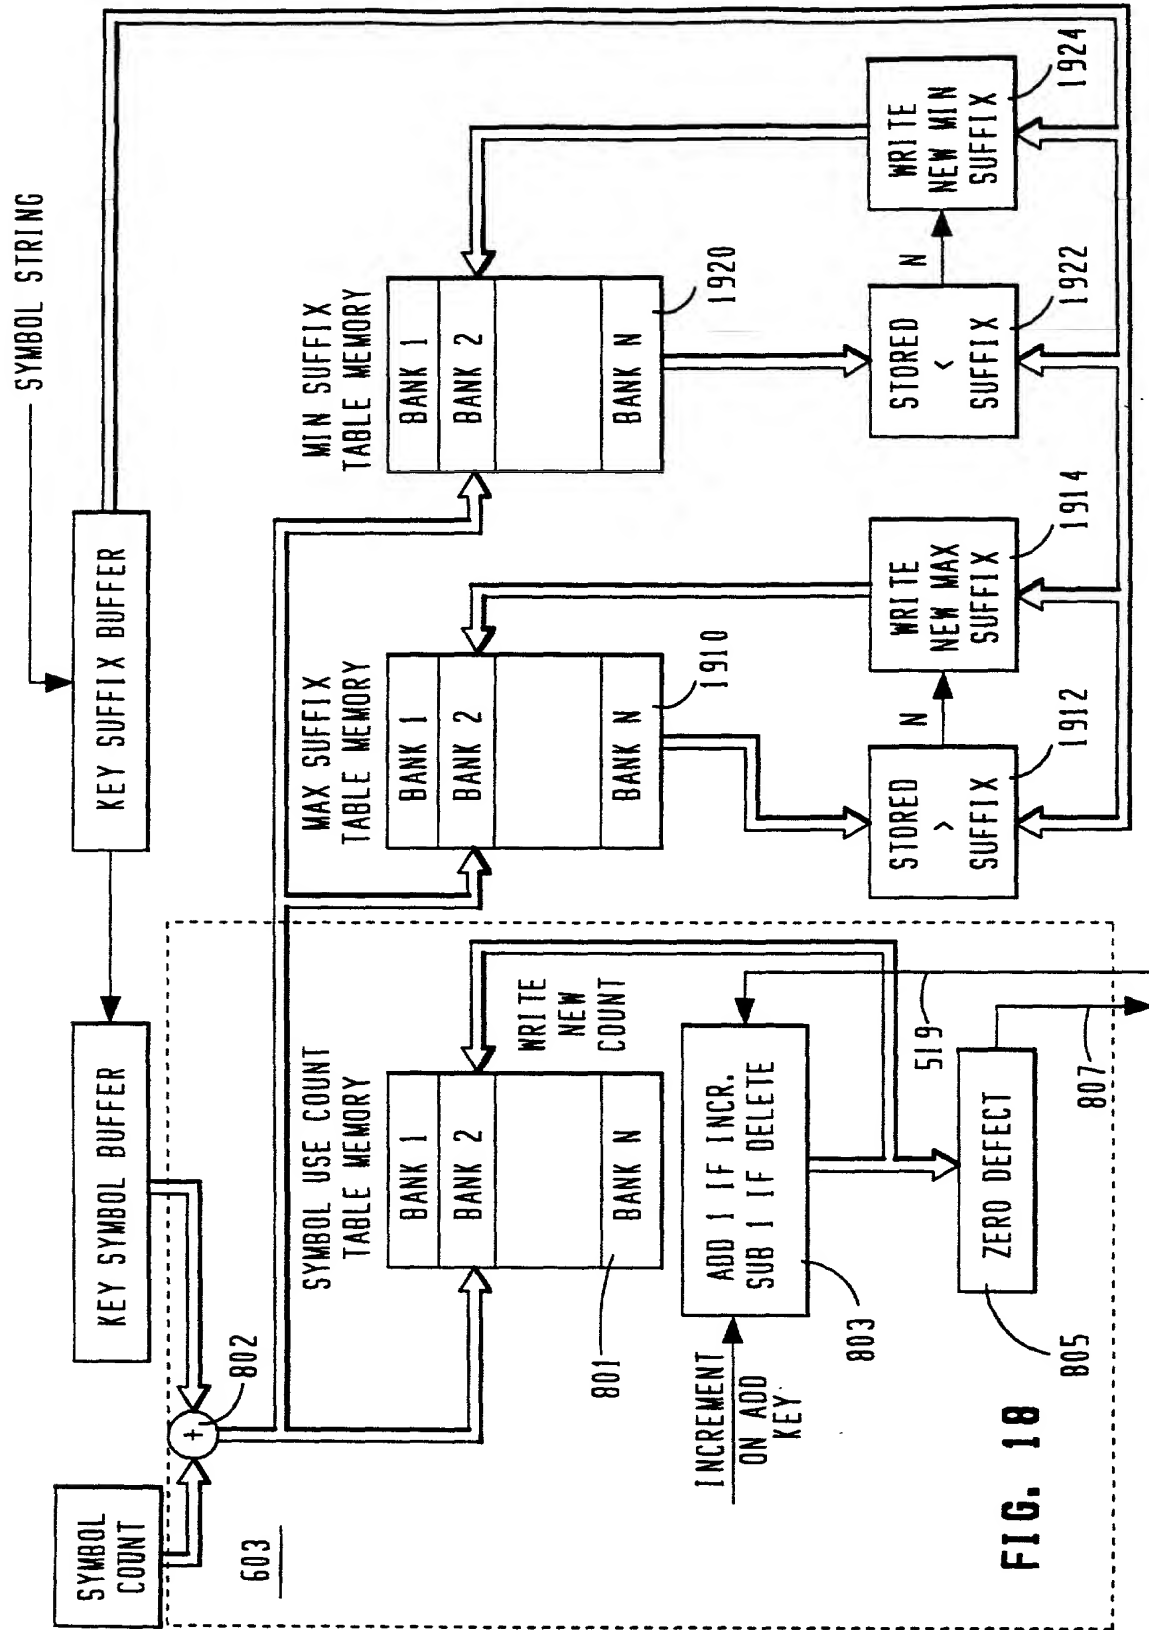 SYMBOL STRING
SYMBOL
COUNT
KEY SYMBOL BUFFER
KEY SUFFIX BUFFER
+
802
603
SYMBOL USE COUNT
TABLE MEMORY
BANK 1
BANK 2
BANK N
801
WRITE
NEW
COUNT
MAX SUFFIX
TABLE MEMORY
BANK 1
BANK 2
BANK N
1910
MIN SUFFIX
TABLE MEMORY
BANK 1
BANK 2
BANK N
1920
INCREMENT
ON ADD
KEY
ADD 1 IF INCR.
SUB 1 IF DELETE
803
519
ZERO DEFECT
805
807
STORED
>
SUFFIX
1912
N
WRITE
NEW MAX
SUFFIX
1914
STORED
<
SUFFIX
1922
N
WRITE
NEW MIN
SUFFIX
1924
FIG. 18